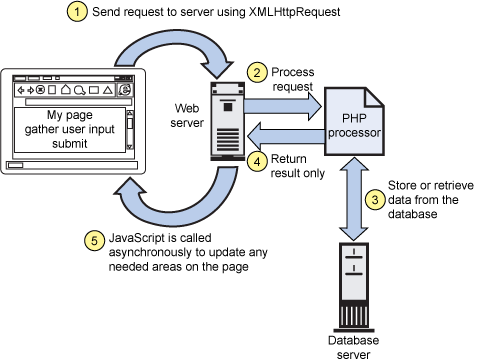 1 Send request to server using XMLHttpRequest
My page
gather user input
submit
Web
server
2 Process
request
PHP
processor
4 Return
result only
3 Store or retrieve
data from the
database
5 JavaScript is called
asynchronously to update any
needed areas on the page
Database
server